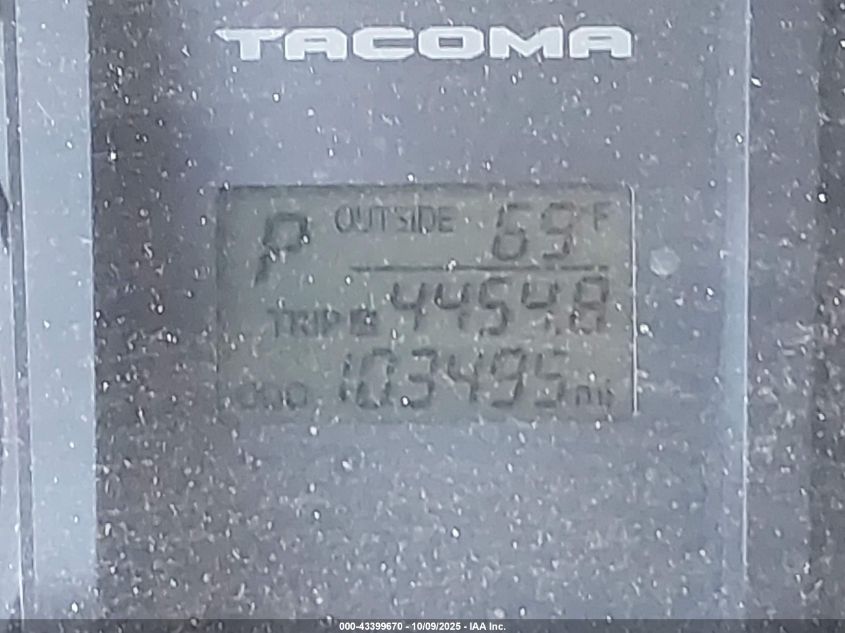 TACOMA
P OUTSIDE 69°F
TRIP 4454.8
ODO 103495 mi
000-43399670 - 10/09/2025 - IAA Inc.